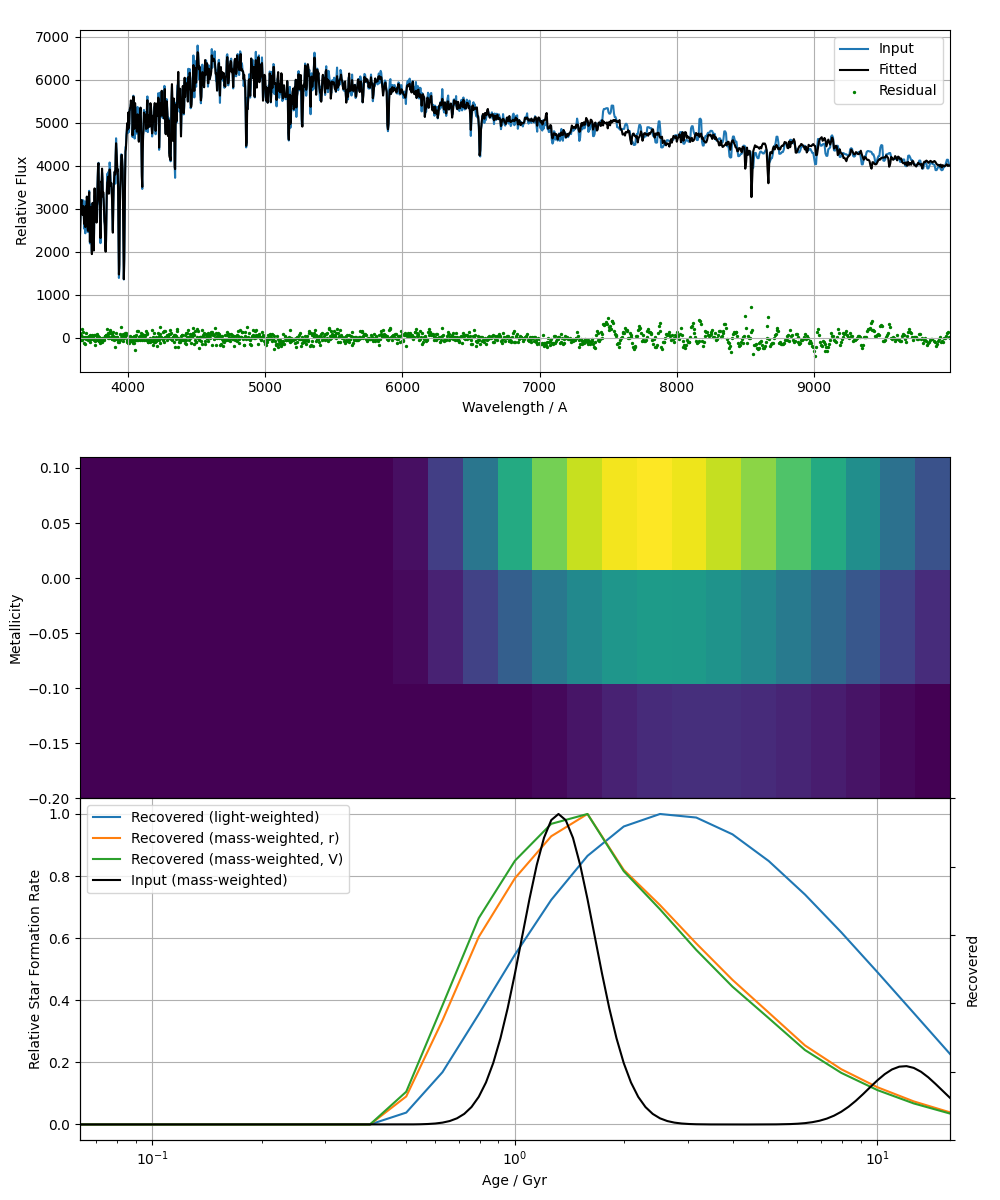 7000
6000
5000
4000
3000
2000
1000
0
Relative Flux
Input
Fitted
Residual
4000 5000 6000 7000 8000 9000
Wavelength / A
0.10
0.05
0.00
−0.05
−0.10
−0.15
−0.20
Metallicity
1.0
0.8
0.6
0.4
0.2
0.0
Relative Star Formation Rate
Recovered (light-weighted)
Recovered (mass-weighted, r)
Recovered (mass-weighted, V)
Input (mass-weighted)
Recovered
10⁻¹ 10⁰ 10¹
Age / Gyr